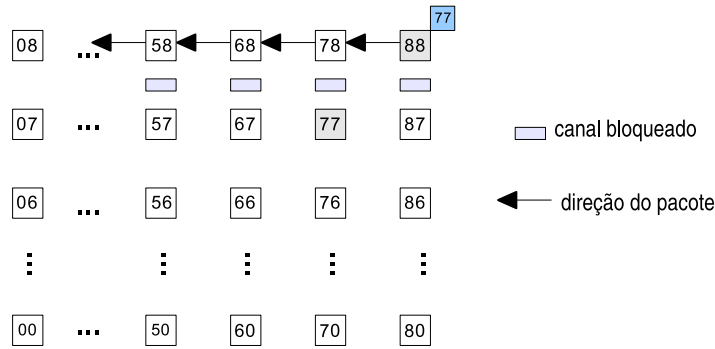 77
08 ... 58 68 78 88
07 ... 57 67 77 87
canal bloqueado
06 ... 56 66 76 86
direção do pacote
00 ... 50 60 70 80